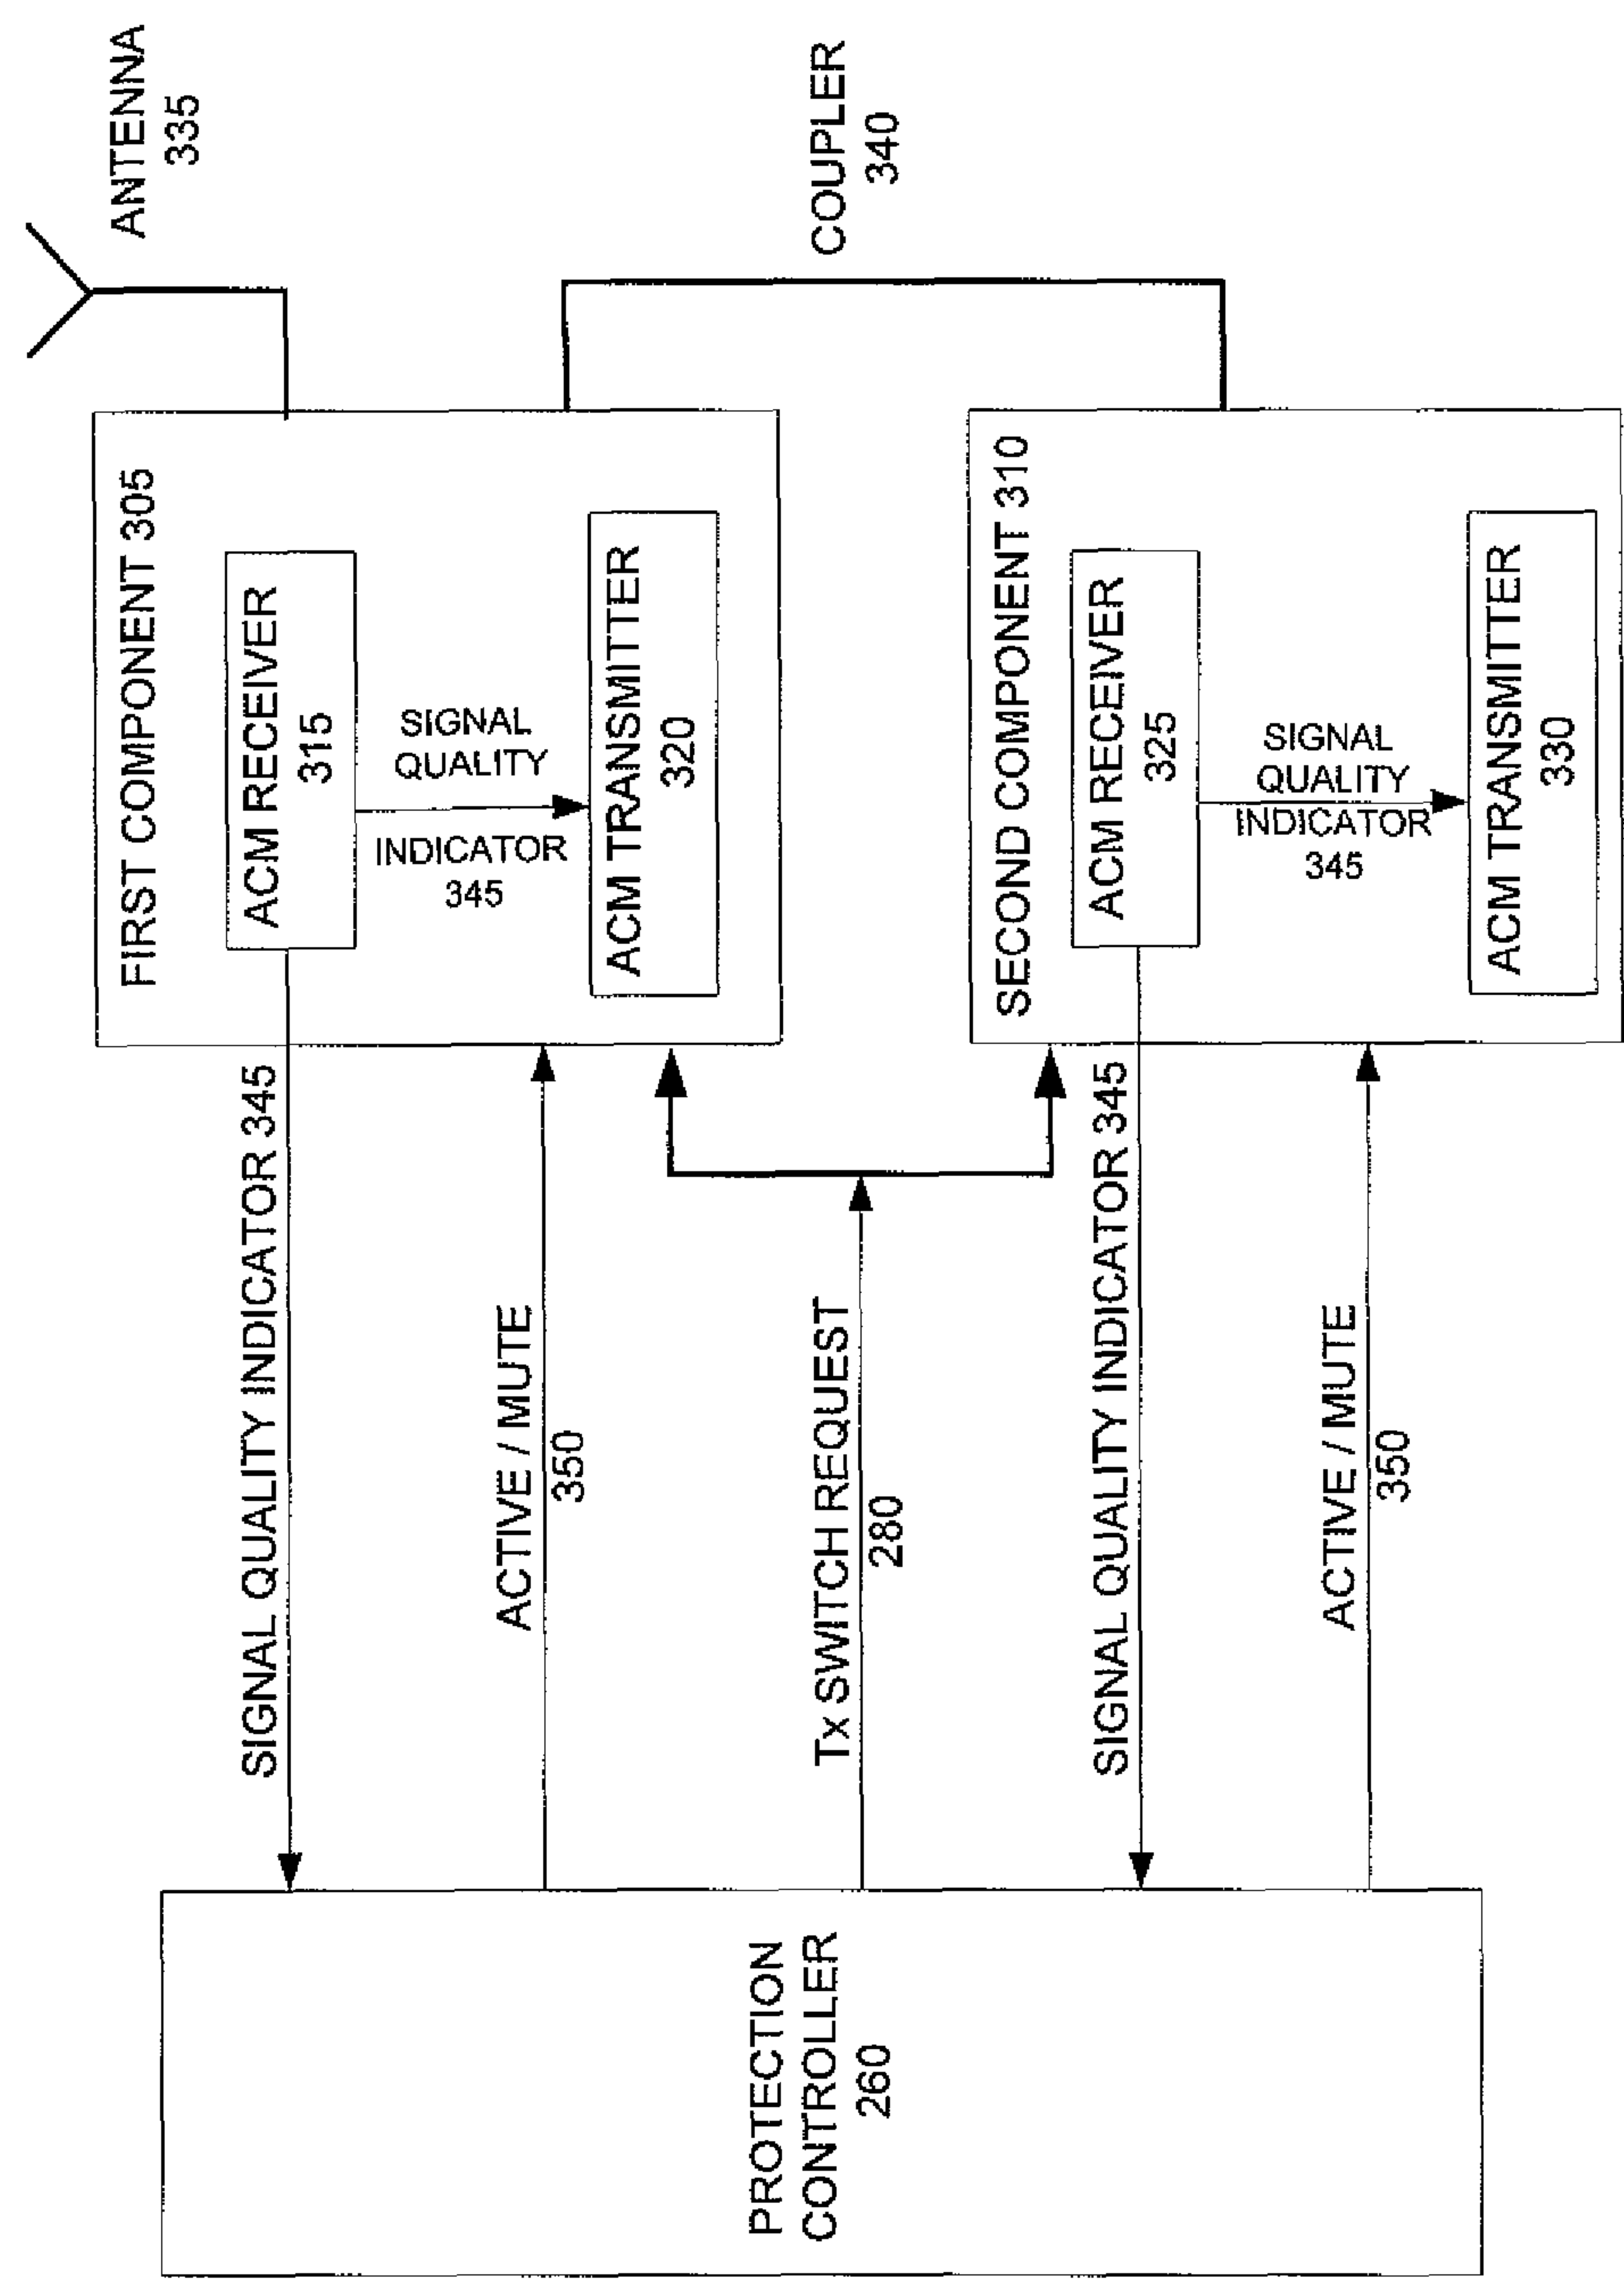 ANTENNA
335
FIRST COMPONENT 305
ACM RECEIVER
315
SIGNAL
QUALITY
INDICATOR
345
ACM TRANSMITTER
320
COUPLER
340
SECOND COMPONENT 310
ACM RECEIVER
325
SIGNAL
QUALITY
INDICATOR
345
ACM TRANSMITTER
330
SIGNAL QUALITY INDICATOR 345
ACTIVE / MUTE
350
Tx SWITCH REQUEST
280
SIGNAL QUALITY INDICATOR 345
ACTIVE / MUTE
350
PROTECTION
CONTROLLER
260